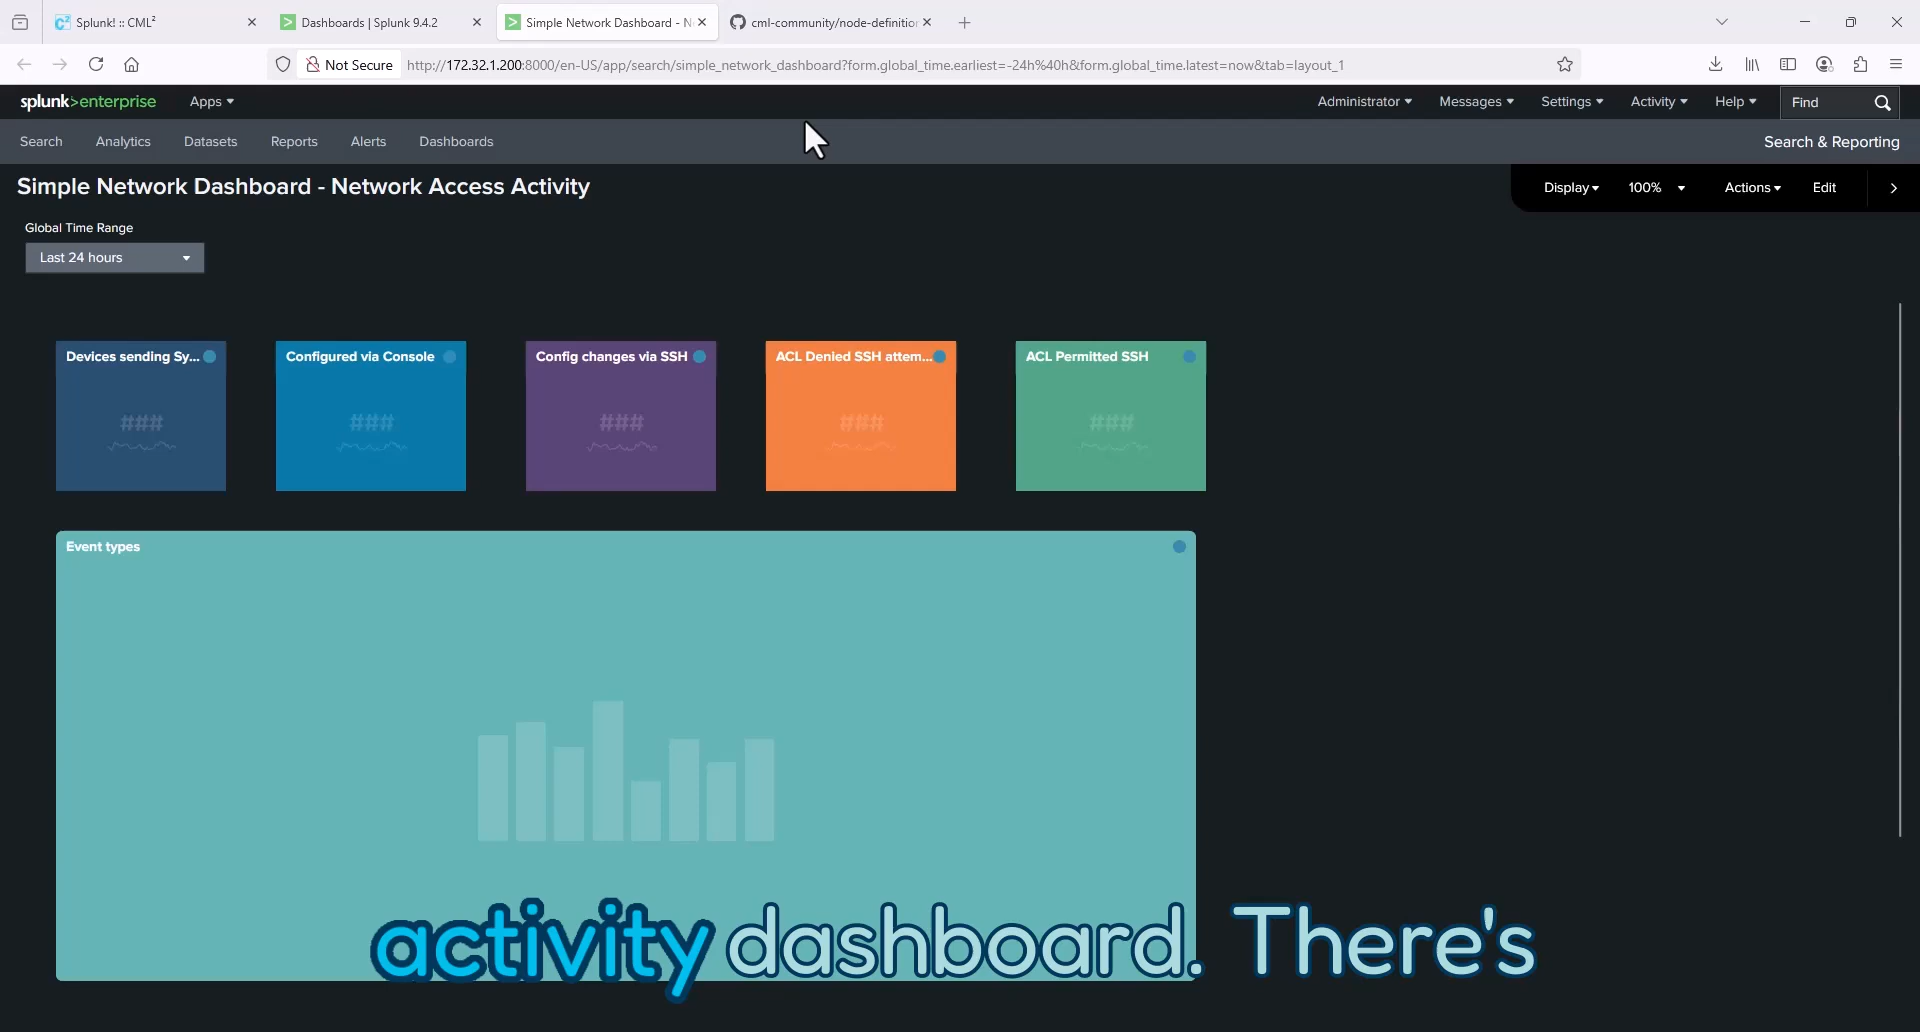 Splunk! :: CML²
Dashboards | Splunk 9.4.2
Simple Network Dashboard - N
cml-community/node-definition
Not Secure
http://172.32.1.200:8000/en-US/app/search/simple_network_dashboard?form.global_time.earliest=-24h%40h&form.global_time.latest=now&tab=layout_1
splunk>enterprise
Apps
Administrator
Messages
Settings
Activity
Help
Find
Search
Analytics
Datasets
Reports
Alerts
Dashboards
Search & Reporting
Simple Network Dashboard - Network Access Activity
Display
100%
Actions
Edit
Global Time Range
Last 24 hours
Devices sending Sy...
Configured via Console
Config changes via SSH
ACL Denied SSH attem...
ACL Permitted SSH
###
###
###
###
###
Event types
activity dashboard. There's